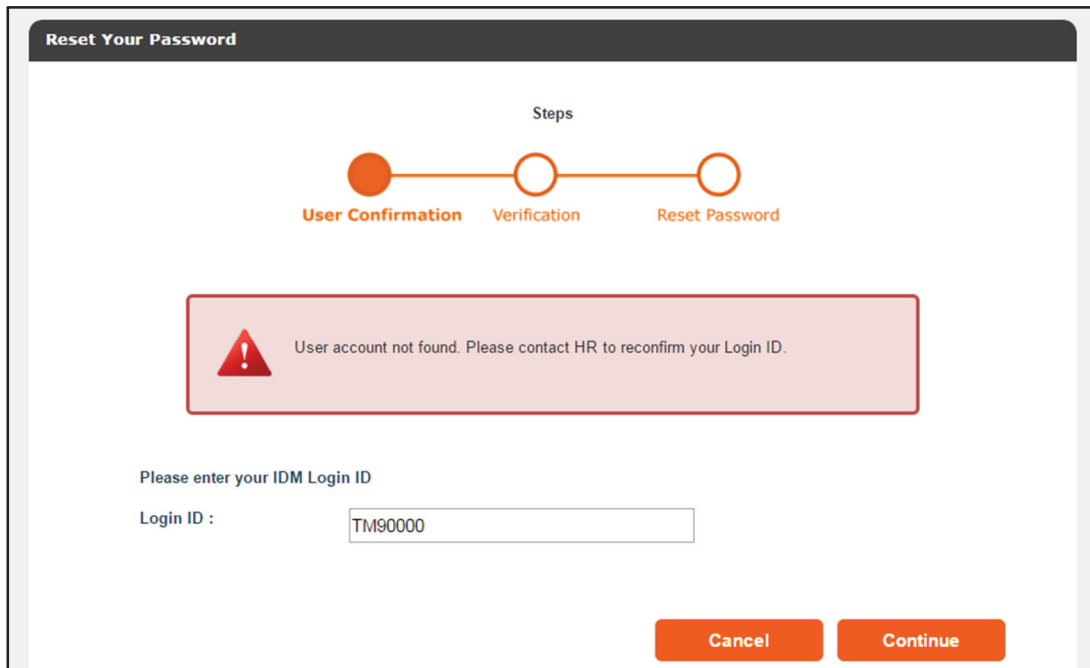 Reset Your Password
Steps
User Confirmation Verification Reset Password
User account not found. Please contact HR to reconfirm your Login ID.
Please enter your IDM Login ID
Login ID : TM90000
Cancel Continue